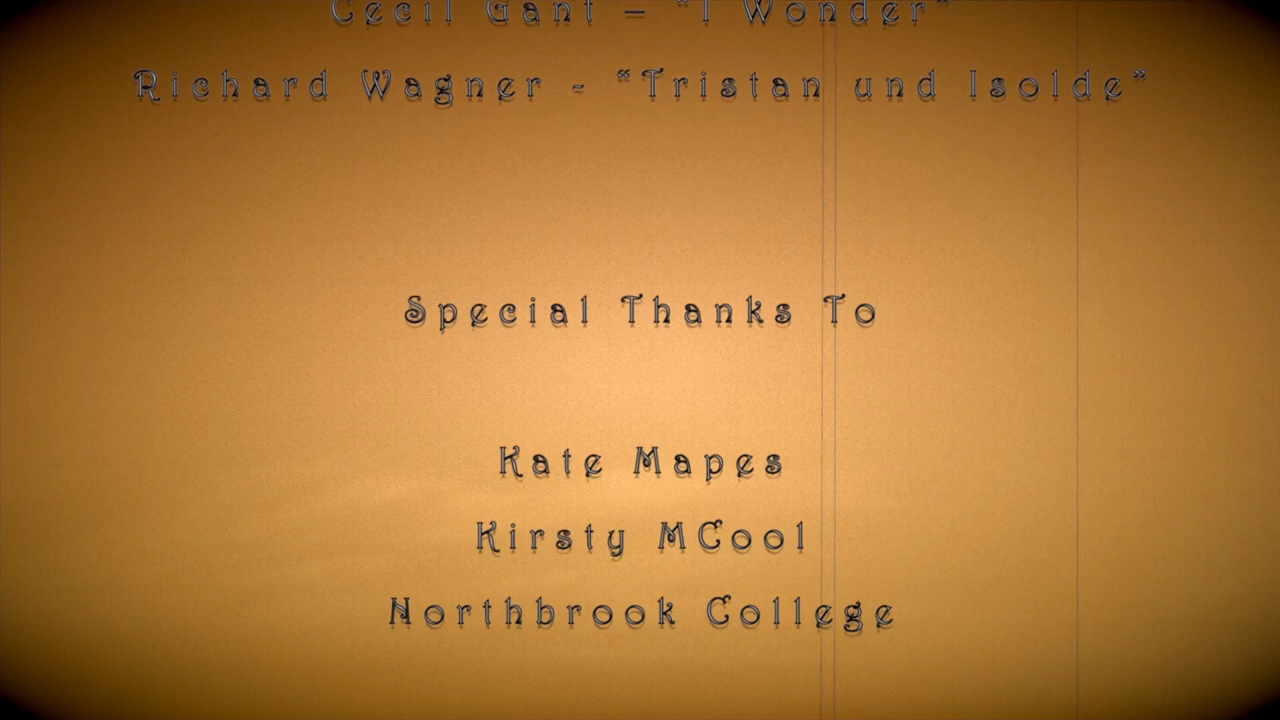 Cecil Gant – "I Wonder"
Richard Wagner - “Tristan und Isolde”
Special Thanks To
Kate Mapes
Kirsty MCool
Northbrook College